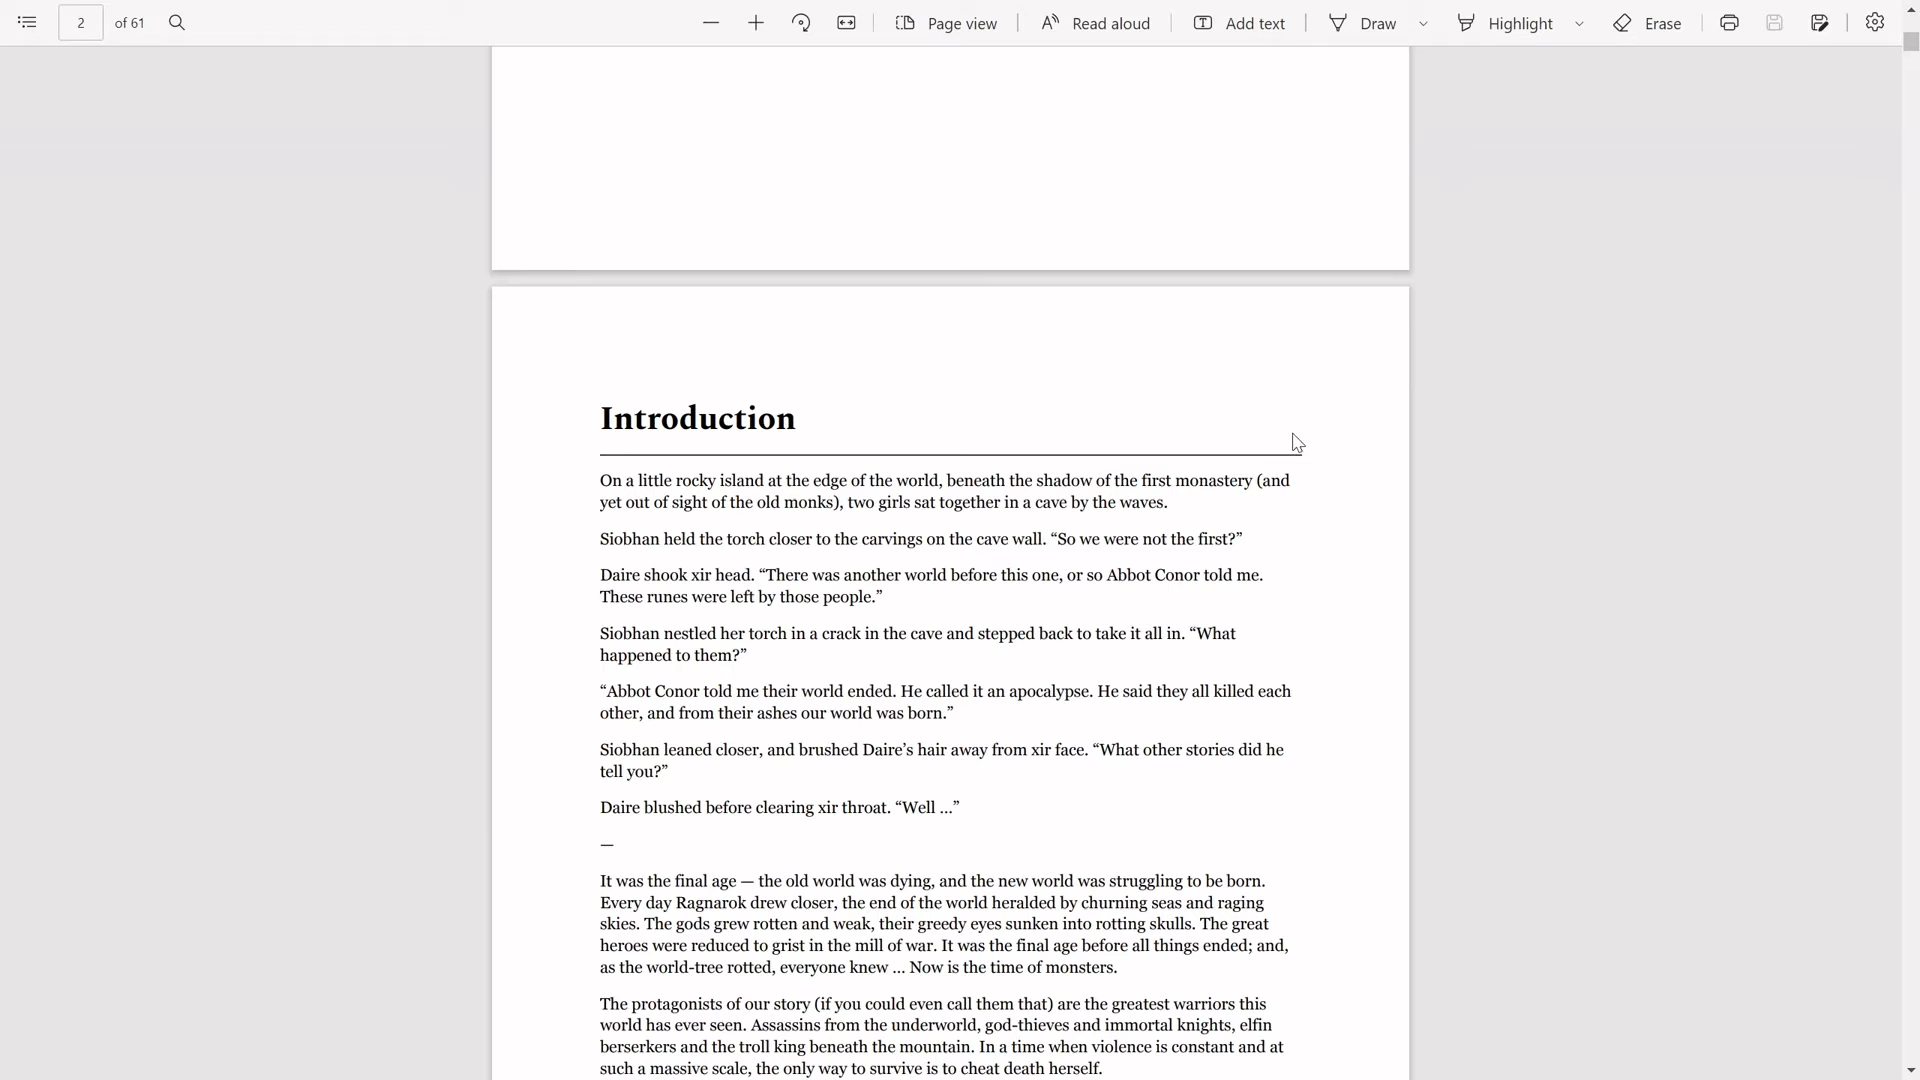 2 of 61 Page view Read aloud Add text Draw Highlight Erase
Introduction
On a little rocky island at the edge of the world, beneath the shadow of the first monastery (and
yet out of sight of the old monks), two girls sat together in a cave by the waves.
Siobhan held the torch closer to the carvings on the cave wall. “So we were not the first?”
Daire shook xir head. “There was another world before this one, or so Abbot Conor told me.
These runes were left by those people.”
Siobhan nestled her torch in a crack in the cave and stepped back to take it all in. “What
happened to them?”
“Abbot Conor told me their world ended. He called it an apocalypse. He said they all killed each
other, and from their ashes our world was born.”
Siobhan leaned closer, and brushed Daire’s hair away from xir face. “What other stories did he
tell you?”
Daire blushed before clearing xir throat. “Well ...”
—
It was the final age — the old world was dying, and the new world was struggling to be born.
Every day Ragnarok drew closer, the end of the world heralded by churning seas and raging
skies. The gods grew rotten and weak, their greedy eyes sunken into rotting skulls. The great
heroes were reduced to grist in the mill of war. It was the final age before all things ended; and,
as the world-tree rotted, everyone knew ... Now is the time of monsters.
The protagonists of our story (if you could even call them that) are the greatest warriors this
world has ever seen. Assassins from the underworld, god-thieves and immortal knights, elfin
berserkers and the troll king beneath the mountain. In a time when violence is constant and at
such a massive scale, the only way to survive is to cheat death herself.